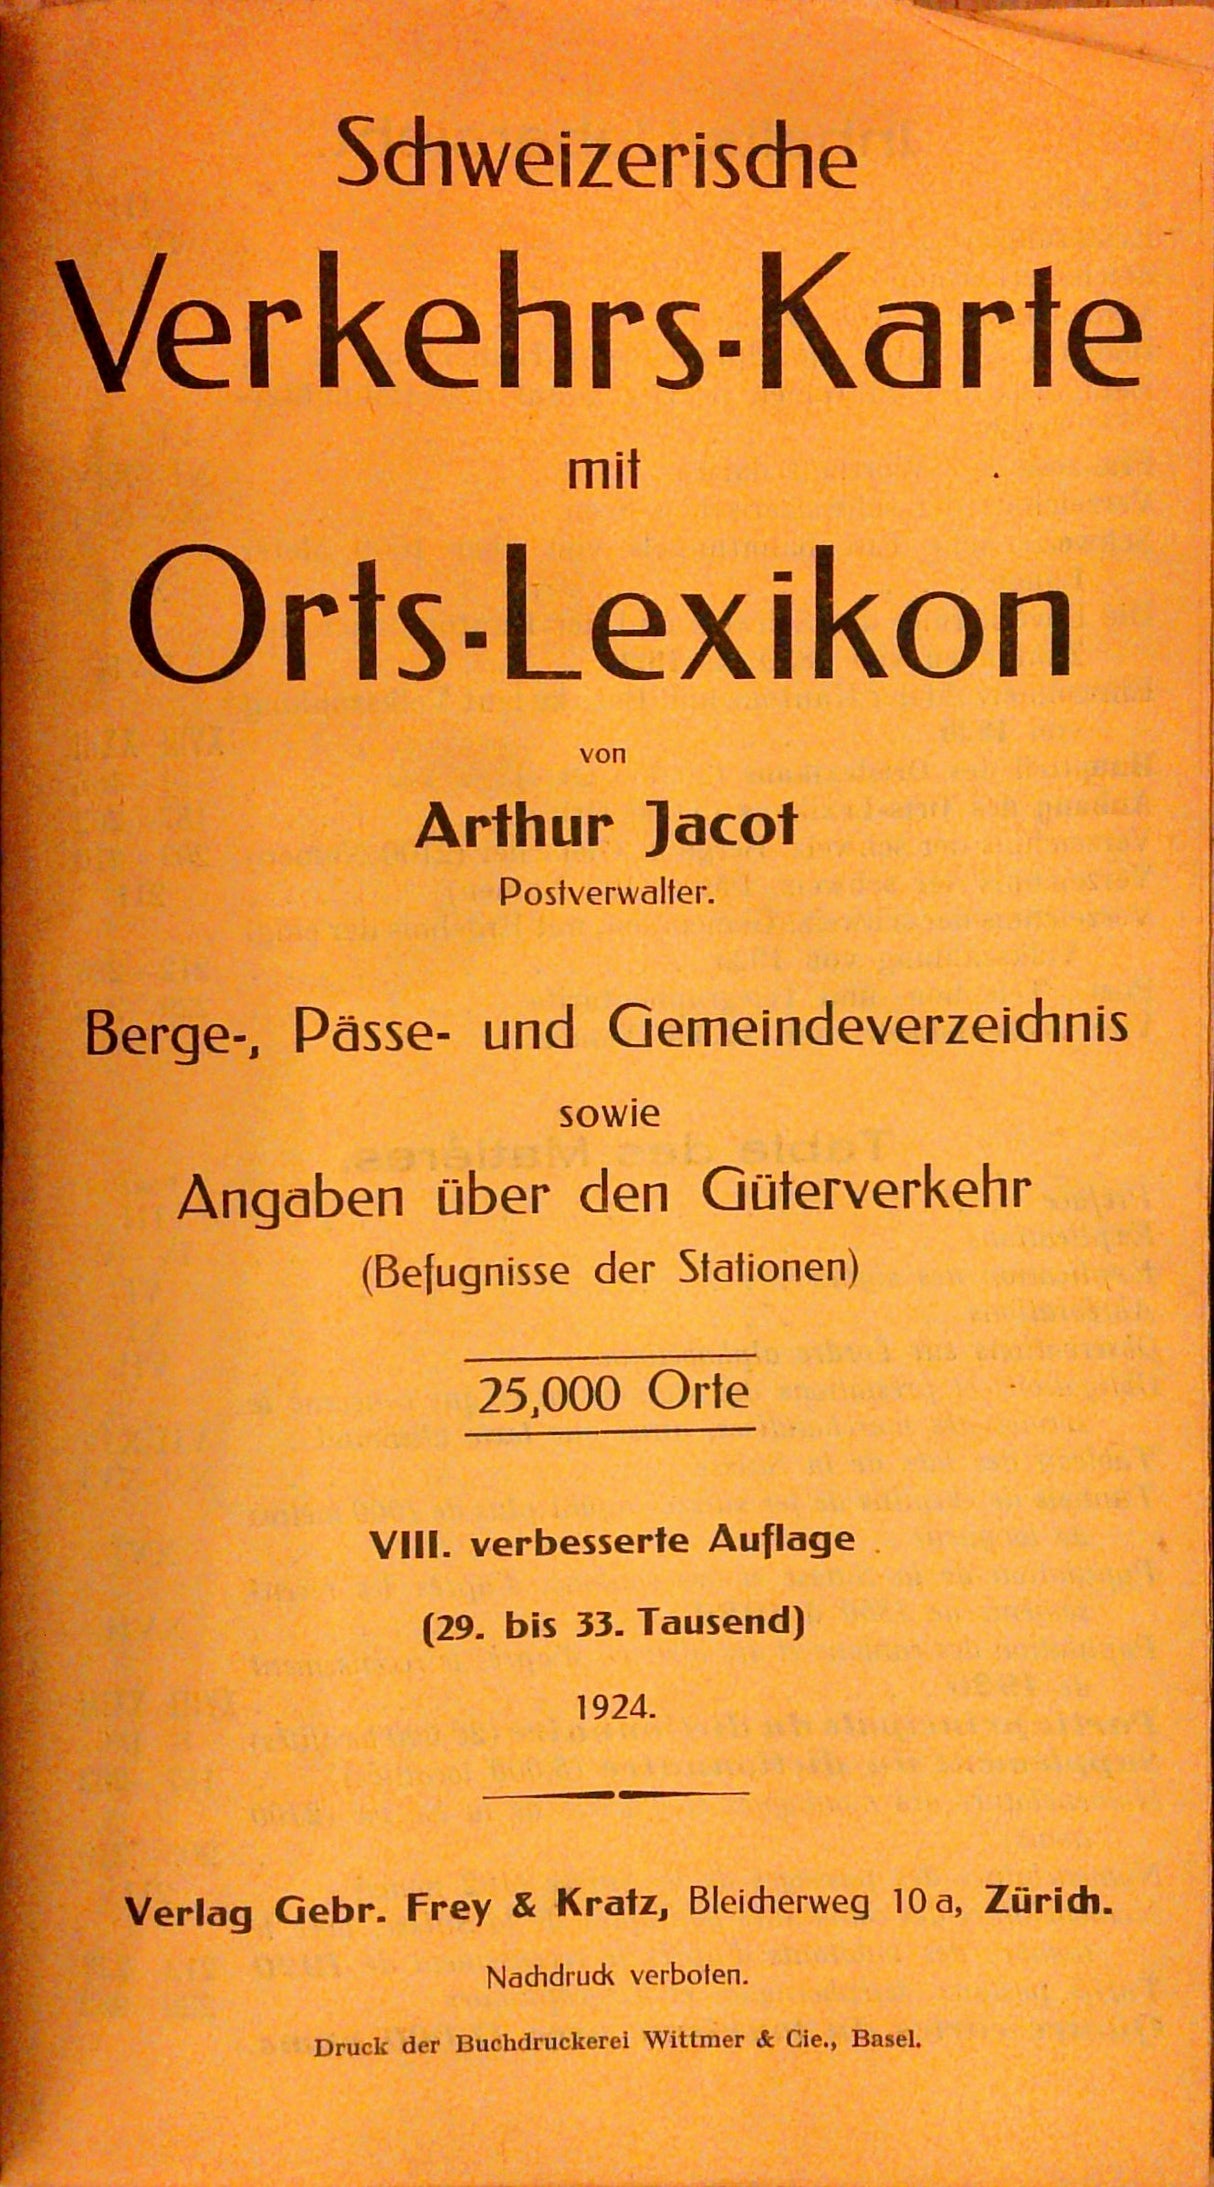 Schweizerische
Verkehrs-Karte
mit
Orts-Lexikon
von
Arthur Jacot
Postverwalter.
Berge-, Pässe- und Gemeindeverzeichnis
sowie
Angaben über den Güterverkehr
(Befugnisse der Stationen)
25,000 Orte
VIII. verbesserte Auflage
(29. bis 33. Tausend)
1924.
Verlag Gebr. Frey & Kratz, Bleicherweg 10 a, Zürich.
Nachdruck verboten.
Druck der Buchdruckerei Wittmer & Cie., Basel.